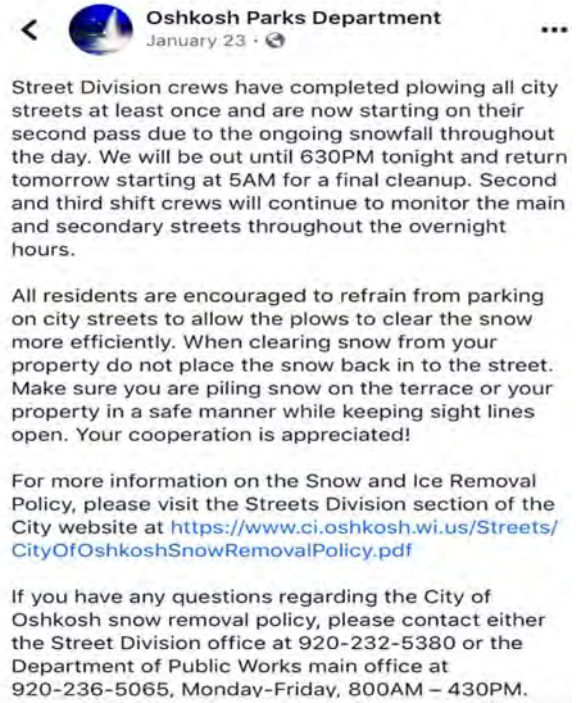 Oshkosh Parks Department
January 23 ·
Street Division crews have completed plowing all city
streets at least once and are now starting on their
second pass due to the ongoing snowfall throughout
the day. We will be out until 630PM tonight and return
tomorrow starting at 5AM for a final cleanup. Second
and third shift crews will continue to monitor the main
and secondary streets throughout the overnight
hours.
All residents are encouraged to refrain from parking
on city streets to allow the plows to clear the snow
more efficiently. When clearing snow from your
property do not place the snow back in to the street.
Make sure you are piling snow on the terrace or your
property in a safe manner while keeping sight lines
open. Your cooperation is appreciated!
For more information on the Snow and Ice Removal
Policy, please visit the Streets Division section of the
City website at https://www.ci.oshkosh.wi.us/Streets/
CityOfOshkoshSnowRemovalPolicy.pdf
If you have any questions regarding the City of
Oshkosh snow removal policy, please contact either
the Street Division office at 920-232-5380 or the
Department of Public Works main office at
920-236-5065, Monday-Friday, 800AM – 430PM.